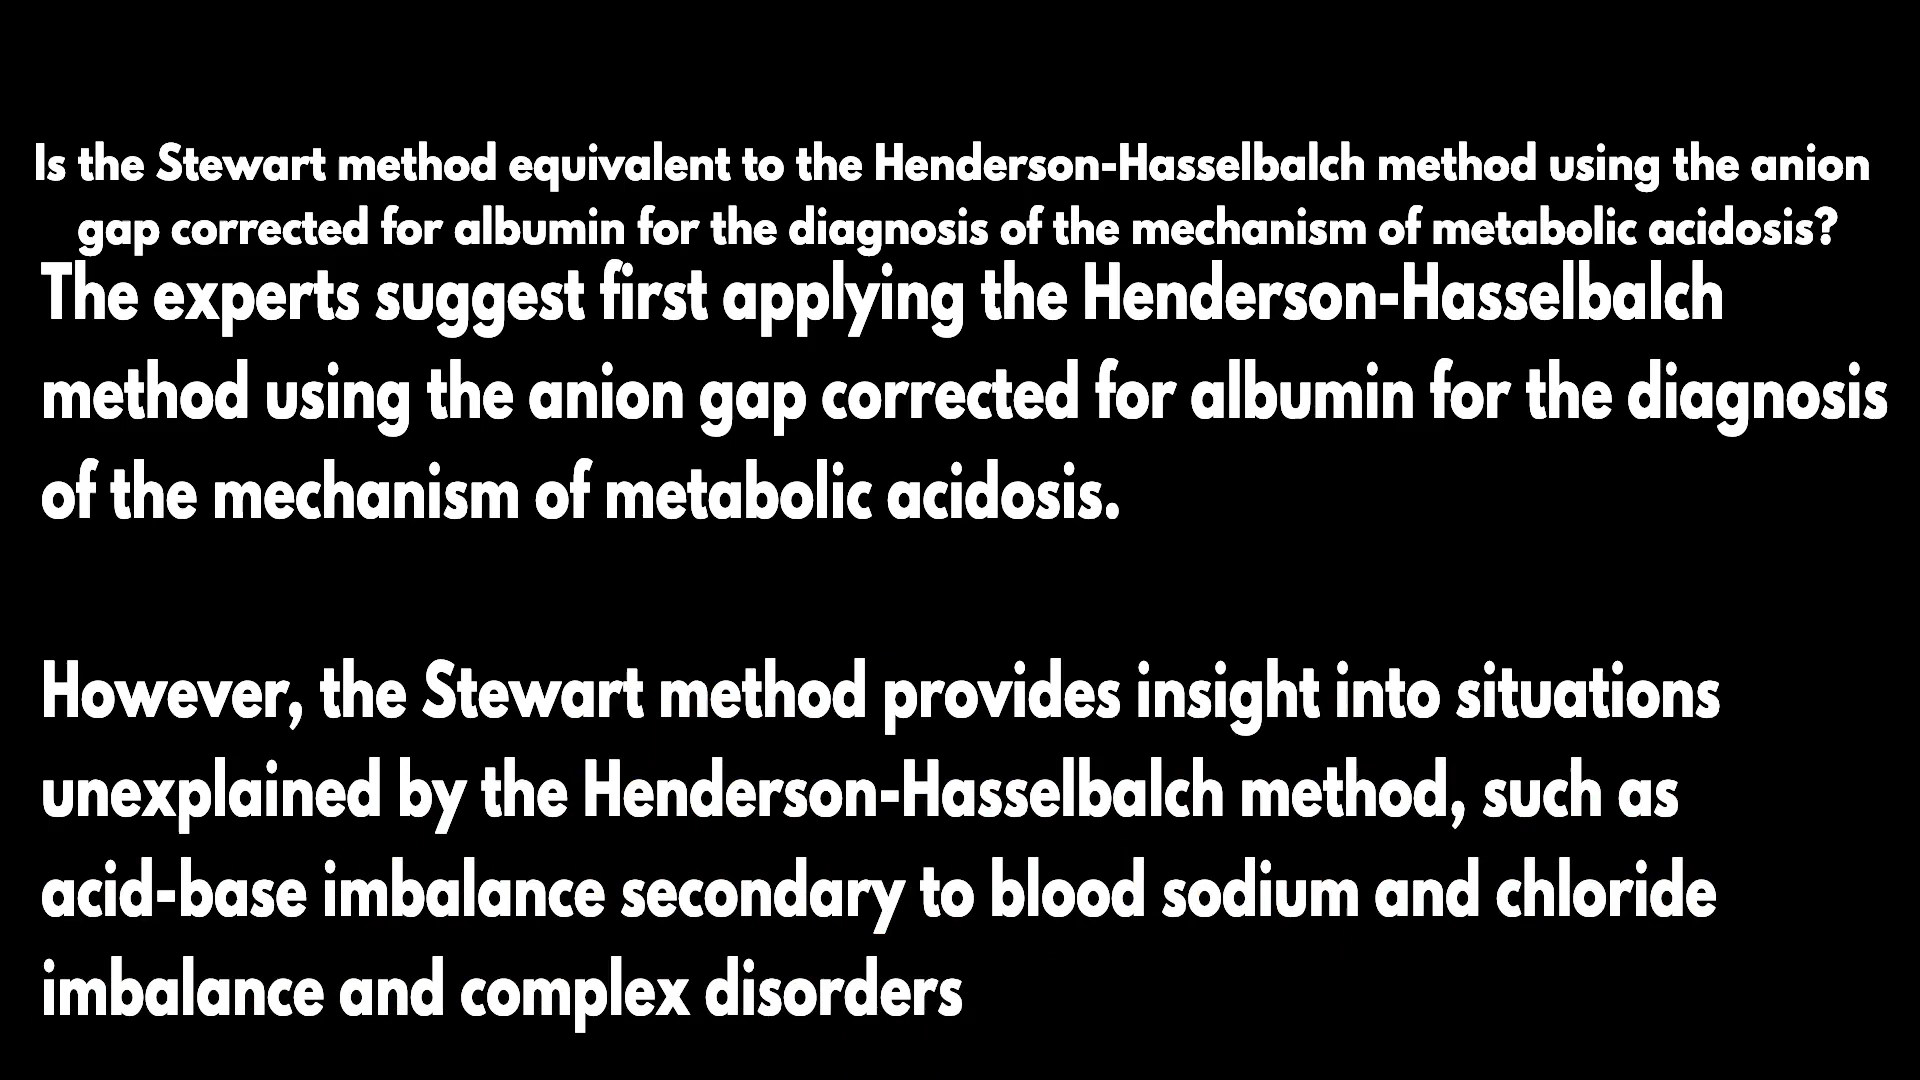 Is the Stewart method equivalent to the Henderson-Hasselbalch method using the anion
gap corrected for albumin for the diagnosis of the mechanism of metabolic acidosis?
The experts suggest first applying the Henderson-Hasselbalch
method using the anion gap corrected for albumin for the diagnosis
of the mechanism of metabolic acidosis.
However, the Stewart method provides insight into situations
unexplained by the Henderson-Hasselbalch method, such as
acid-base imbalance secondary to blood sodium and chloride
imbalance and complex disorders